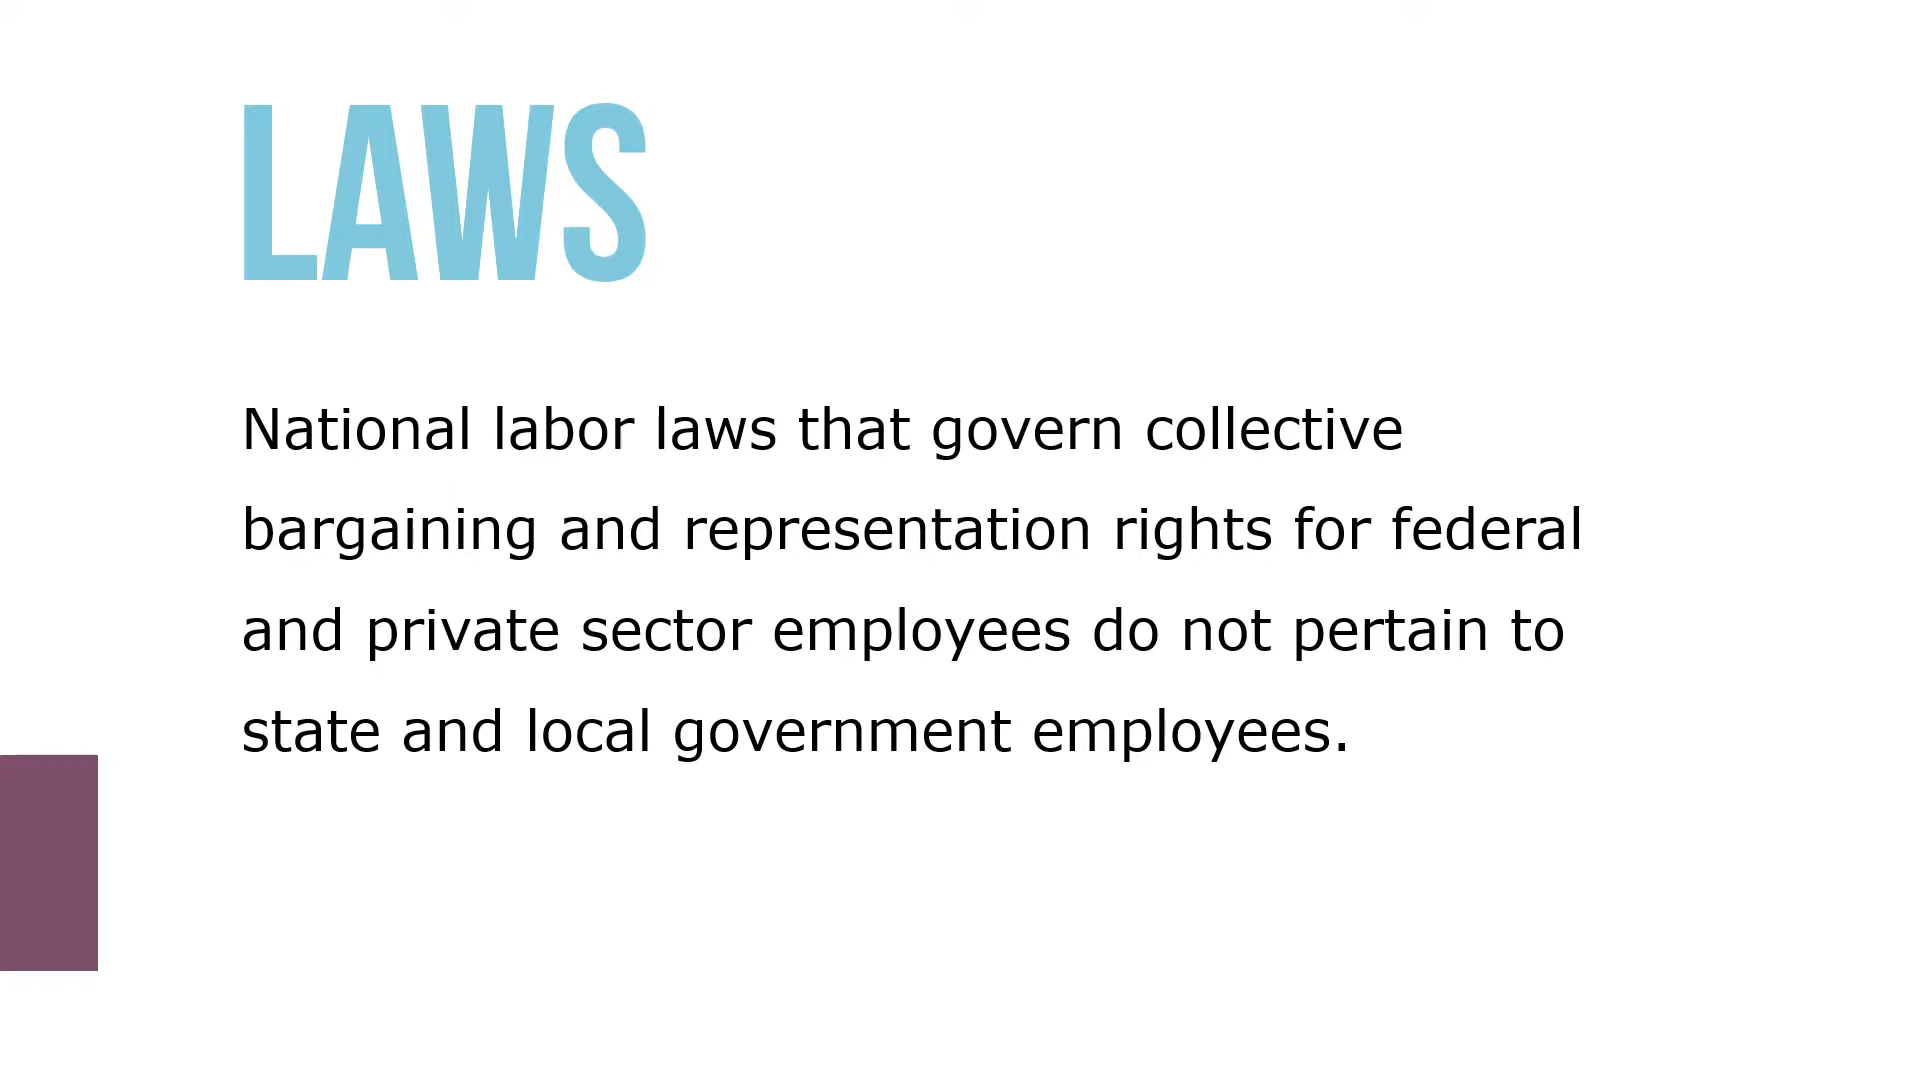 LAWS
National labor laws that govern collective
bargaining and representation rights for federal
and private sector employees do not pertain to
state and local government employees.